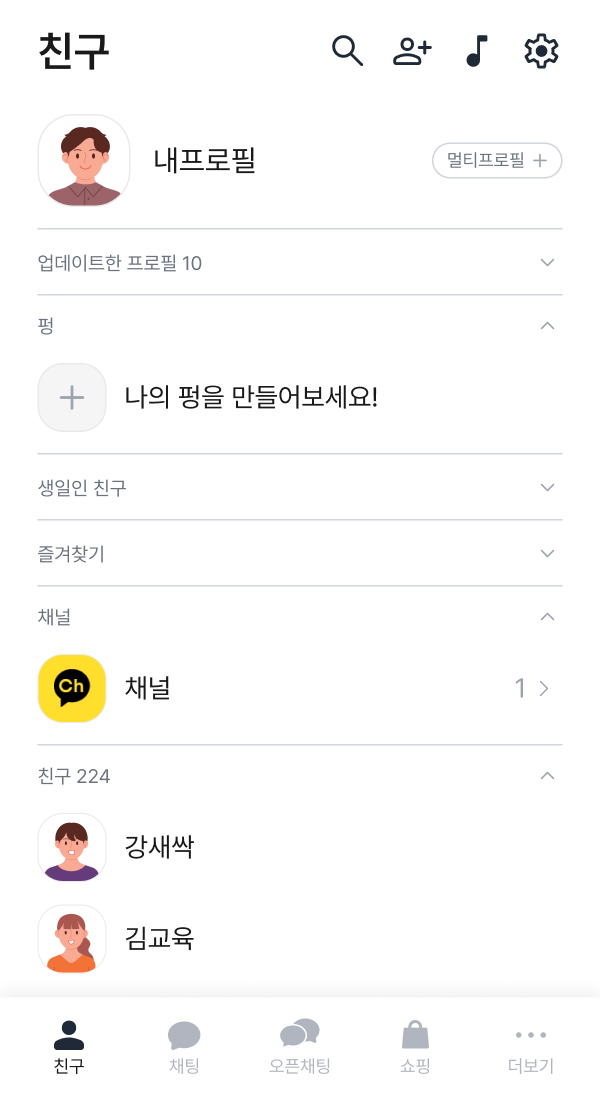 친구
내프로필
멀티프로필 +
업데이트한 프로필 10
펑
나의 펑을 만들어보세요!
생일인 친구
즐겨찾기
채널
Ch
채널
1
친구 224
강새싹
김교육
친구
채팅
오픈채팅
쇼핑
더보기